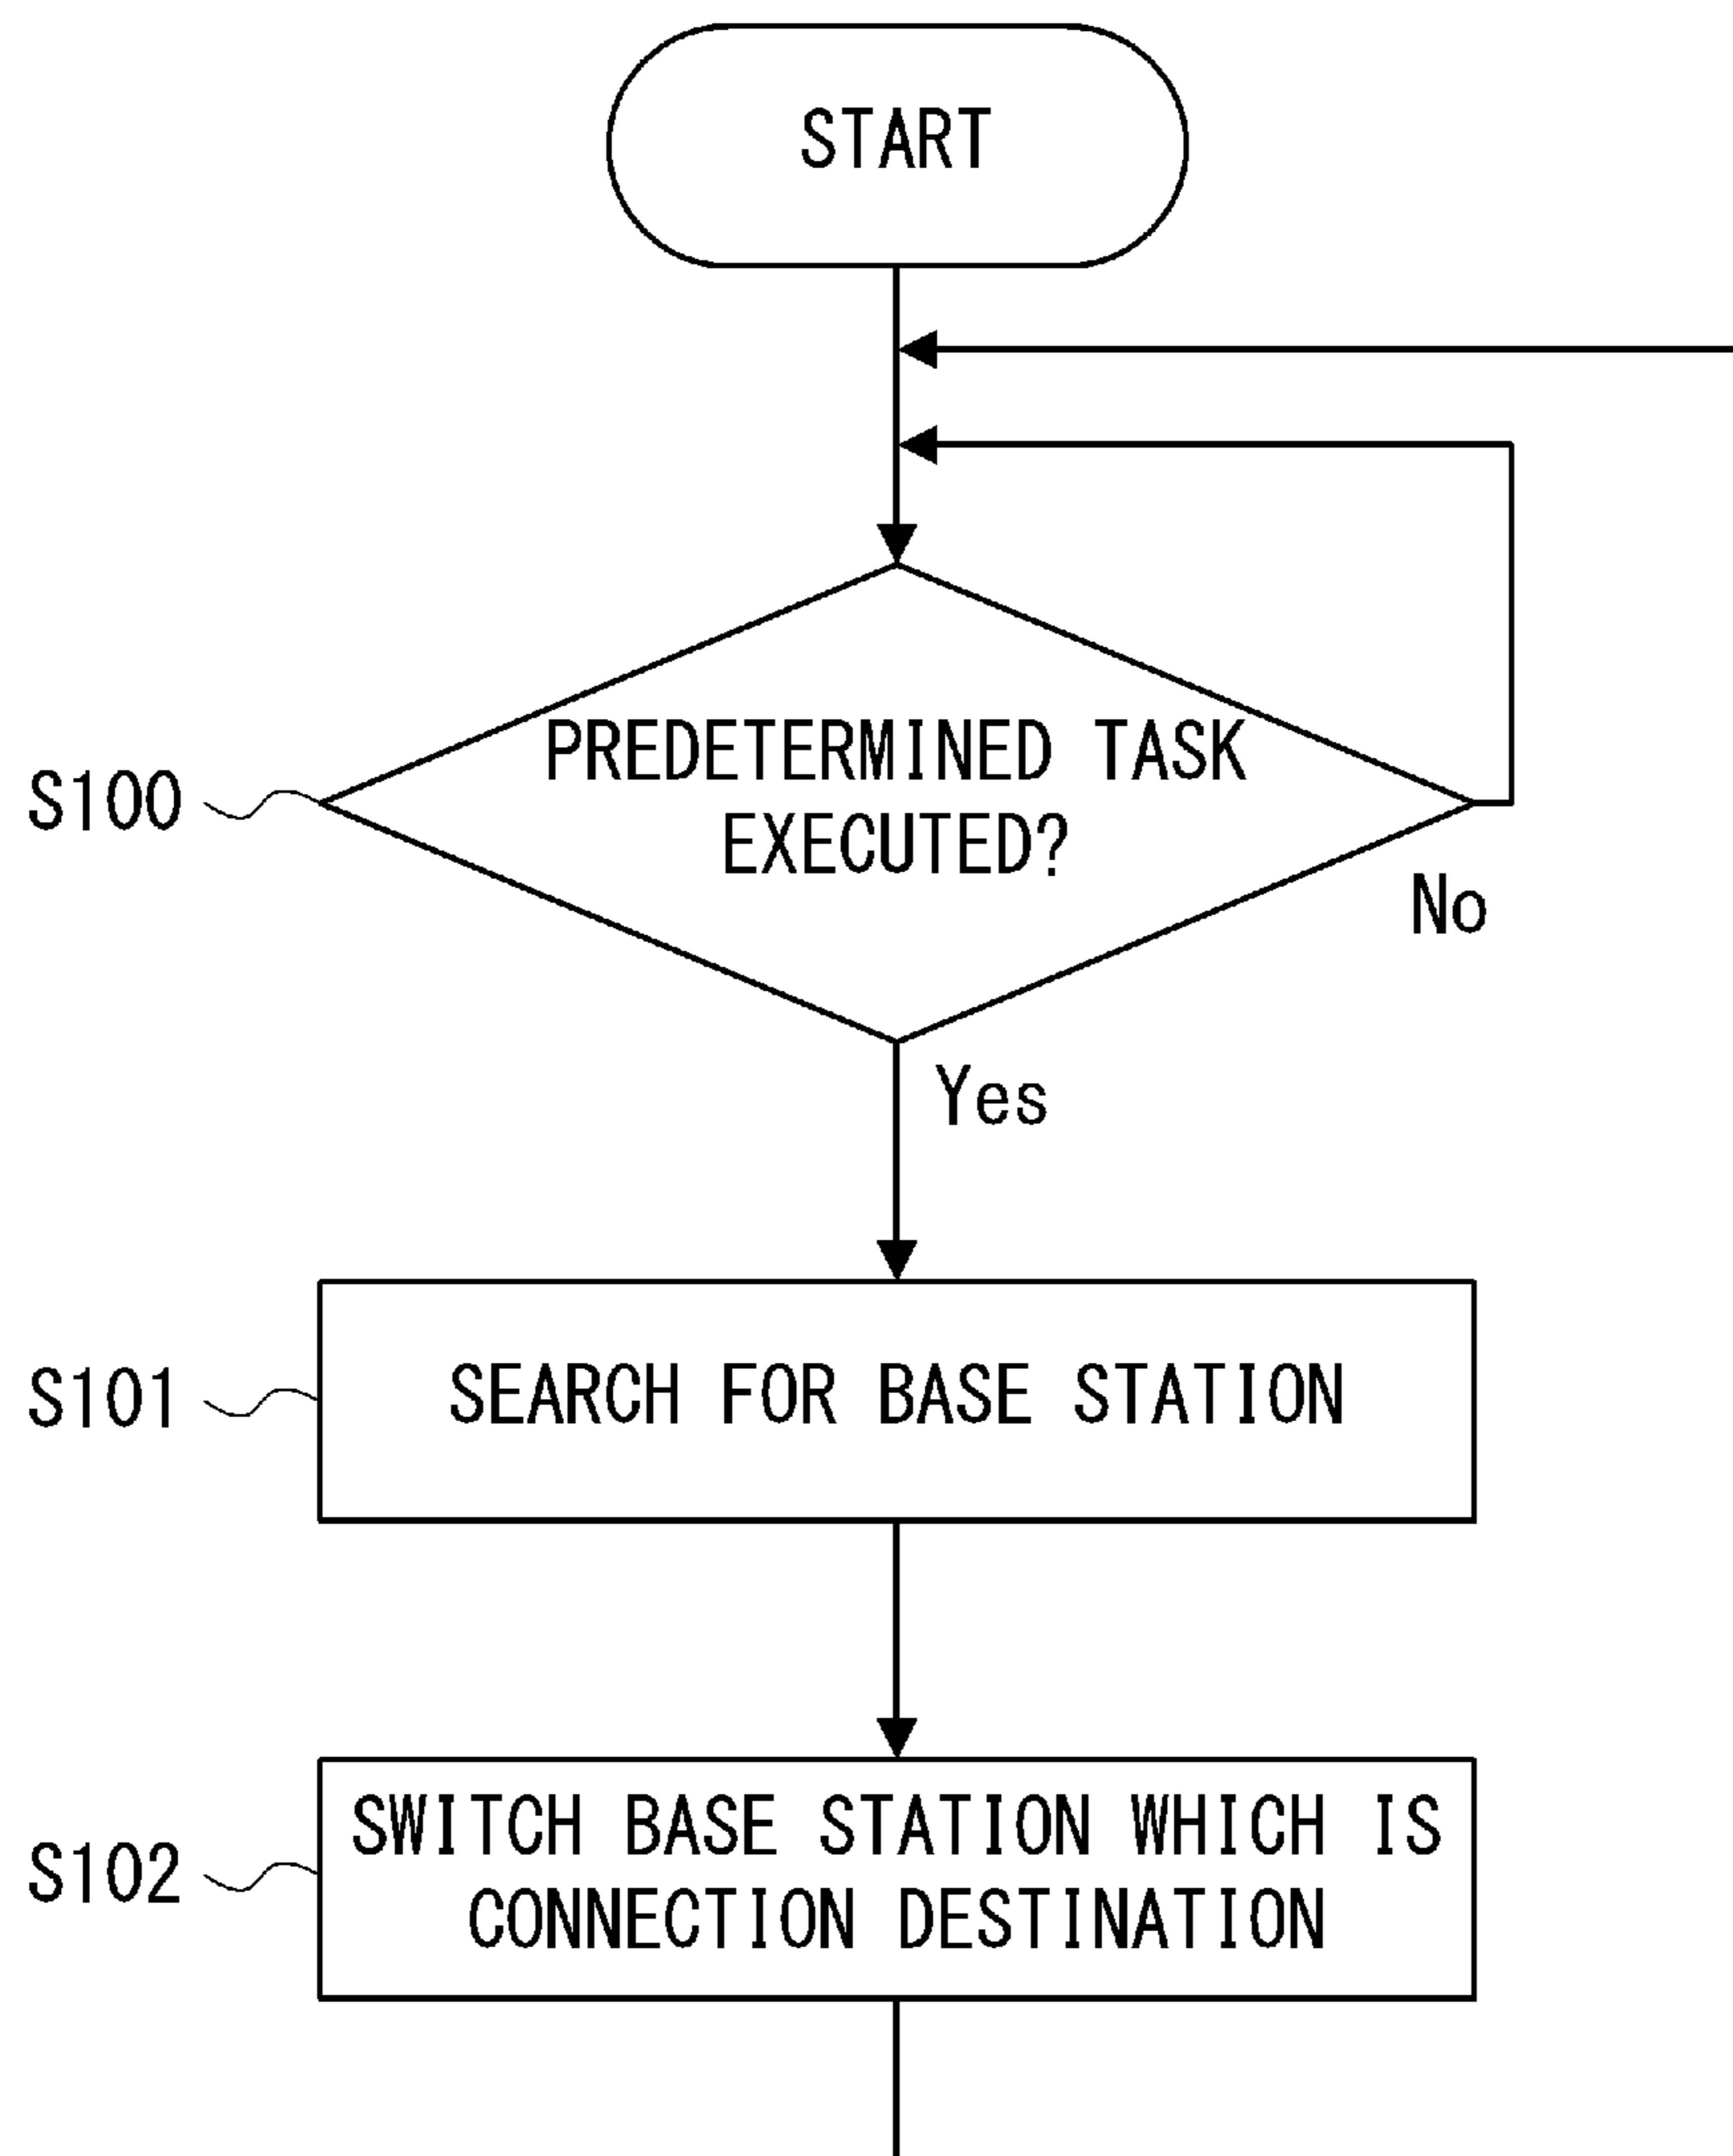 START
PREDETERMINED TASK
EXECUTED?
S100
No
Yes
S101
SEARCH FOR BASE STATION
SWITCH BASE STATION WHICH IS
S102
CONNECTION DESTINATION